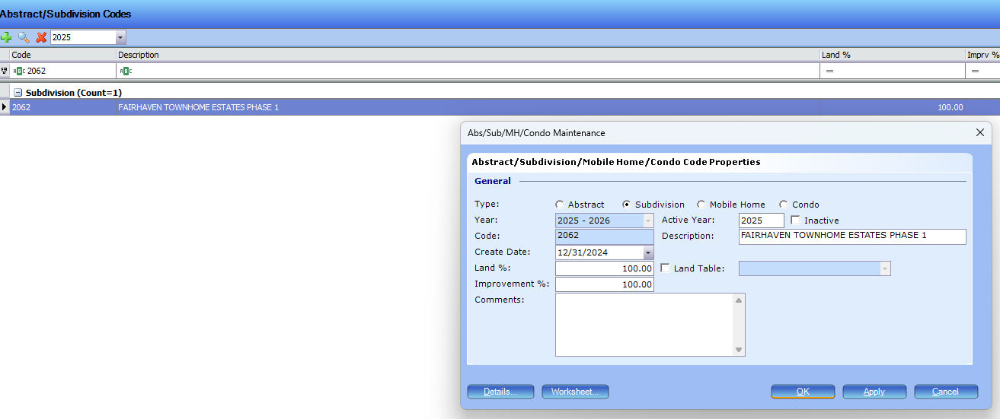 Abstract/Subdivision Codes
2025
Code Description Land % Imprv %
ABC 2062 ABC = =
Subdivision (Count=1)
2062 FAIRHAVEN TOWNHOME ESTATES PHASE 1 100.00
Abs/Sub/MH/Condo Maintenance
Abstract/Subdivision/Mobile Home/Condo Code Properties
General
Type: Abstract Subdivision Mobile Home Condo
Year: 2025 - 2026 Active Year: 2025 Inactive
Code: 2062 Description: FAIRHAVEN TOWNHOME ESTATES PHASE 1
Create Date: 12/31/2024
Land %: 100.00 Land Table:
Improvement %: 100.00
Comments:
Details... Worksheet... OK Apply Cancel